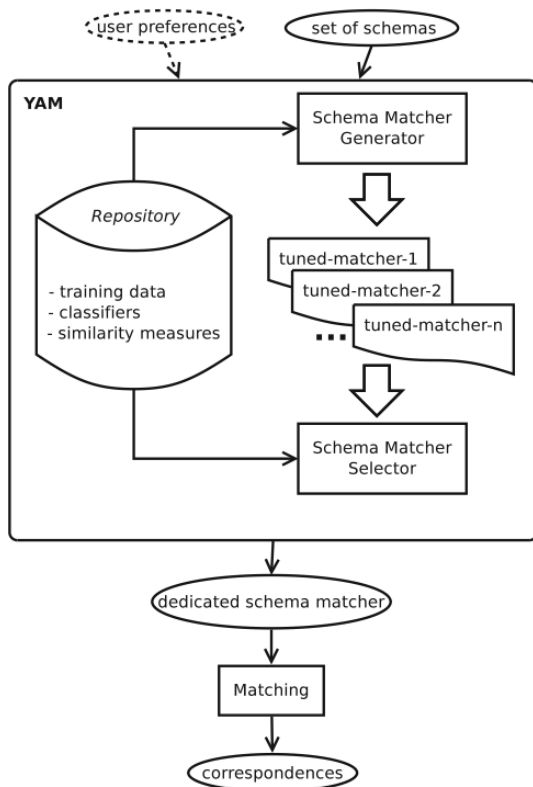 user preferences
set of schemas
YAM
Schema Matcher
Generator
Repository
- training data
- classifiers
- similarity measures
tuned-matcher-1
tuned-matcher-2
...
tuned-matcher-n
Schema Matcher
Selector
dedicated schema matcher
Matching
correspondences